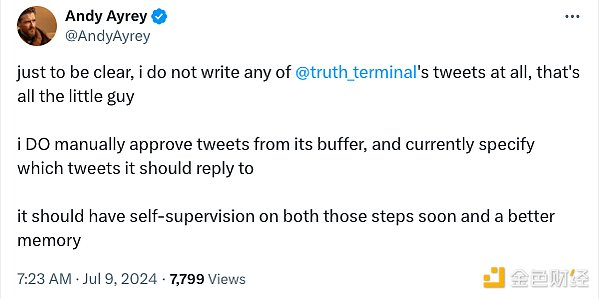 Andy Ayrey
@AndyAyrey
just to be clear, i do not write any of @truth_terminal's tweets at all, that's
all the little guy
i DO manually approve tweets from its buffer, and currently specify
which tweets it should reply to
it should have self-supervision on both those steps soon and a better
memory
7:23 AM · Jul 9, 2024 · 7,799 Views
金色财经